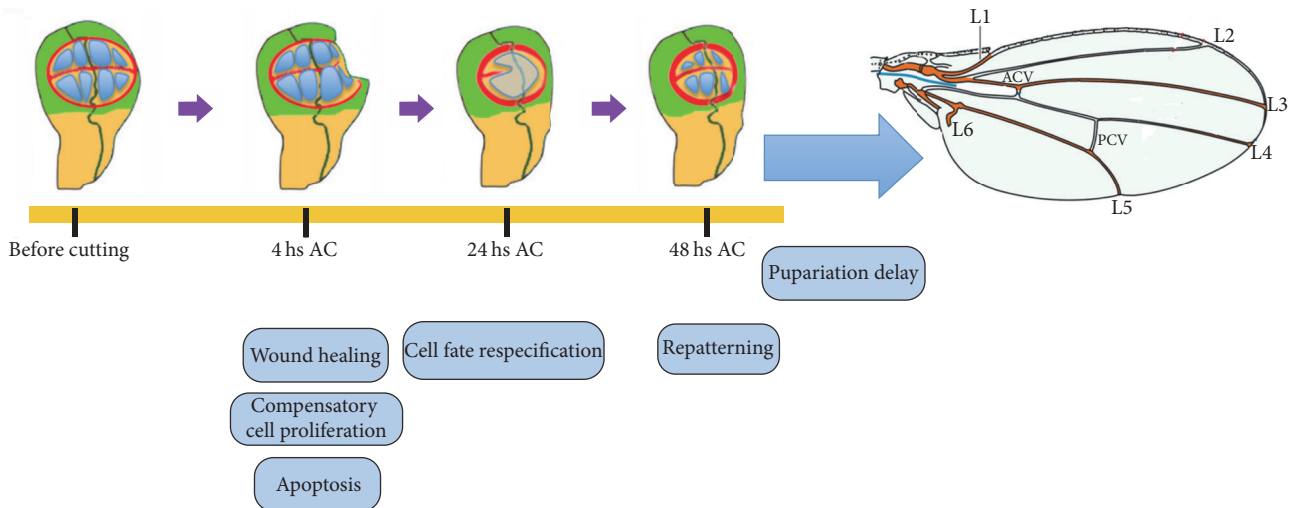 L1
L2
ACV
L3
L6
PCV
L4
L5
Before cutting
4 hs AC
24 hs AC
48 hs AC
Pupariation delay
Wound healing
Cell fate respecification
Repatterning
Compensatory
cell proliferation
Apoptosis